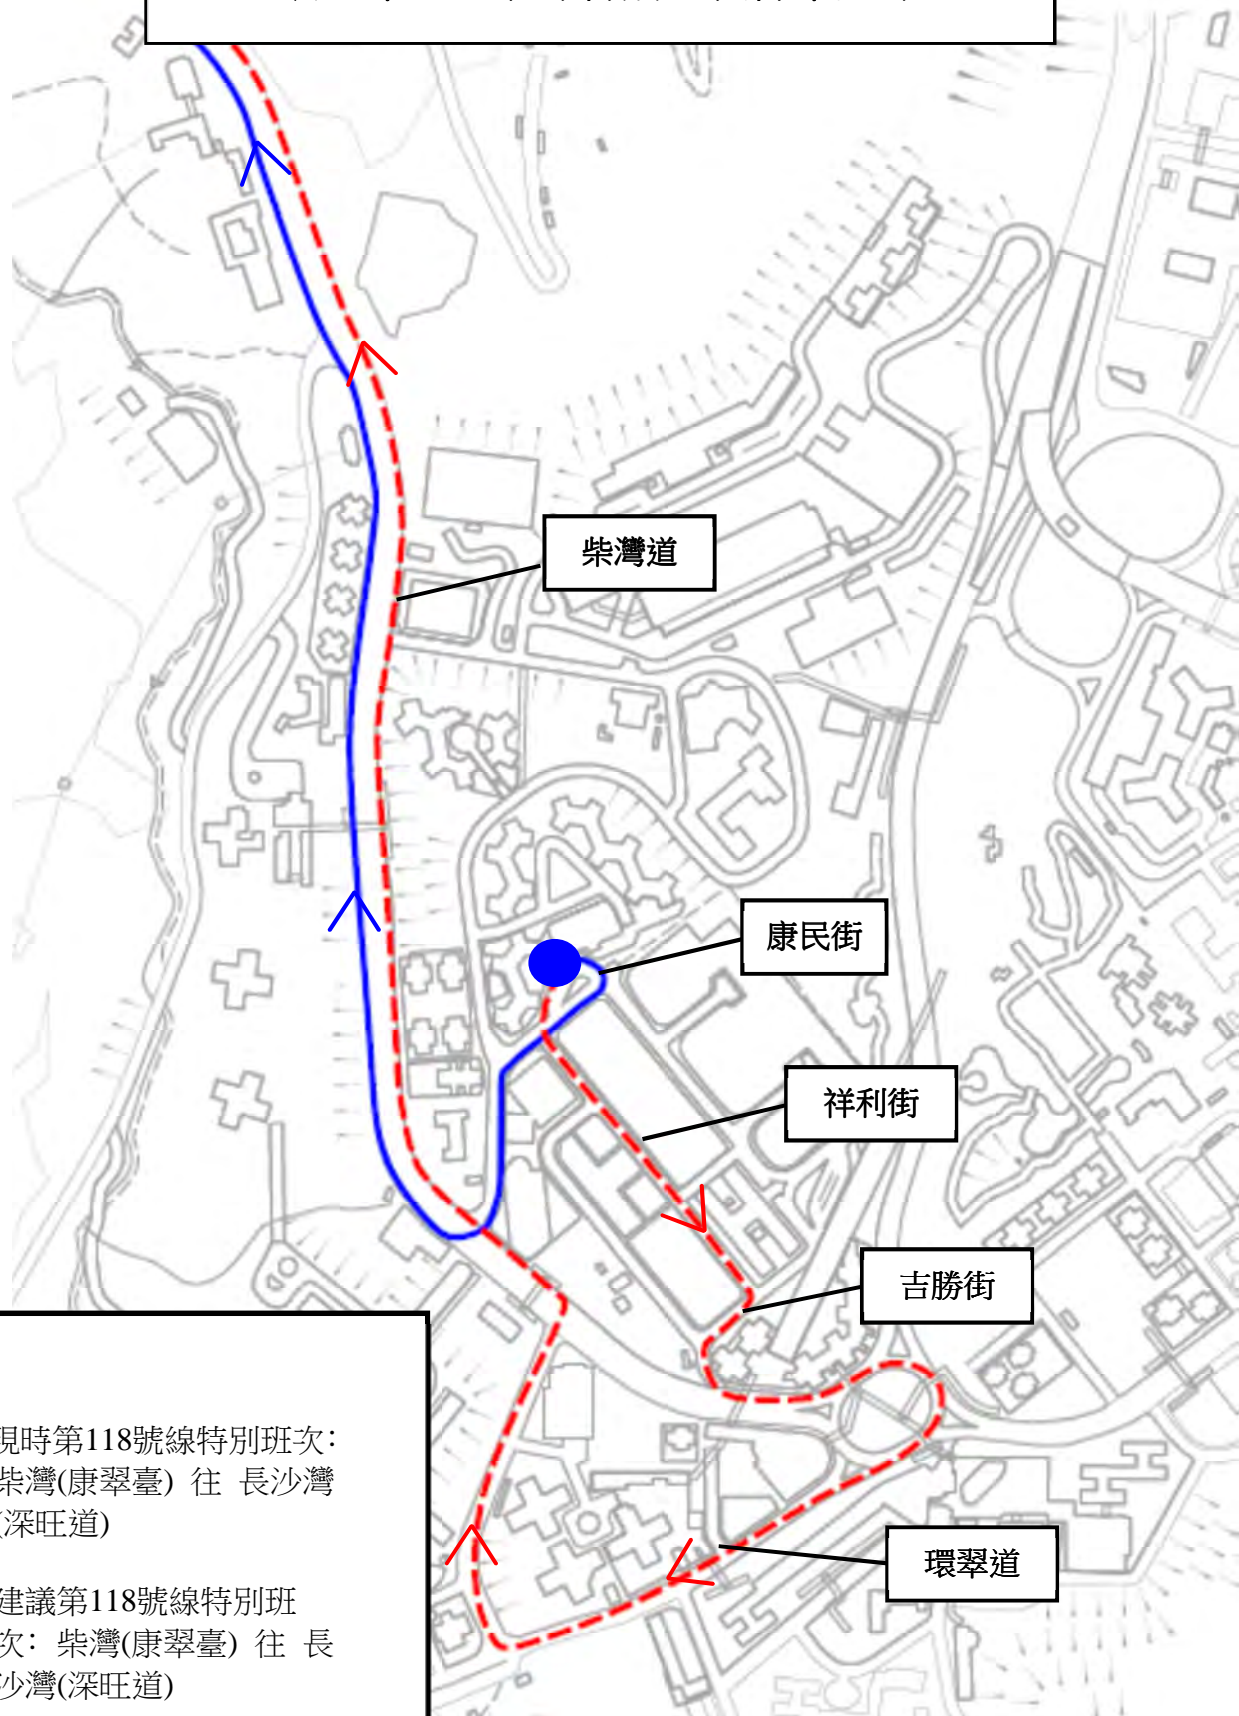 柴灣道
康民街
祥利街
吉勝街
環翠道
現時第118號線特別班次：
柴灣(康翠臺) 往 長沙灣
(深旺道)
建議第118號線特別班
次：柴灣(康翠臺) 往 長
沙灣(深旺道)